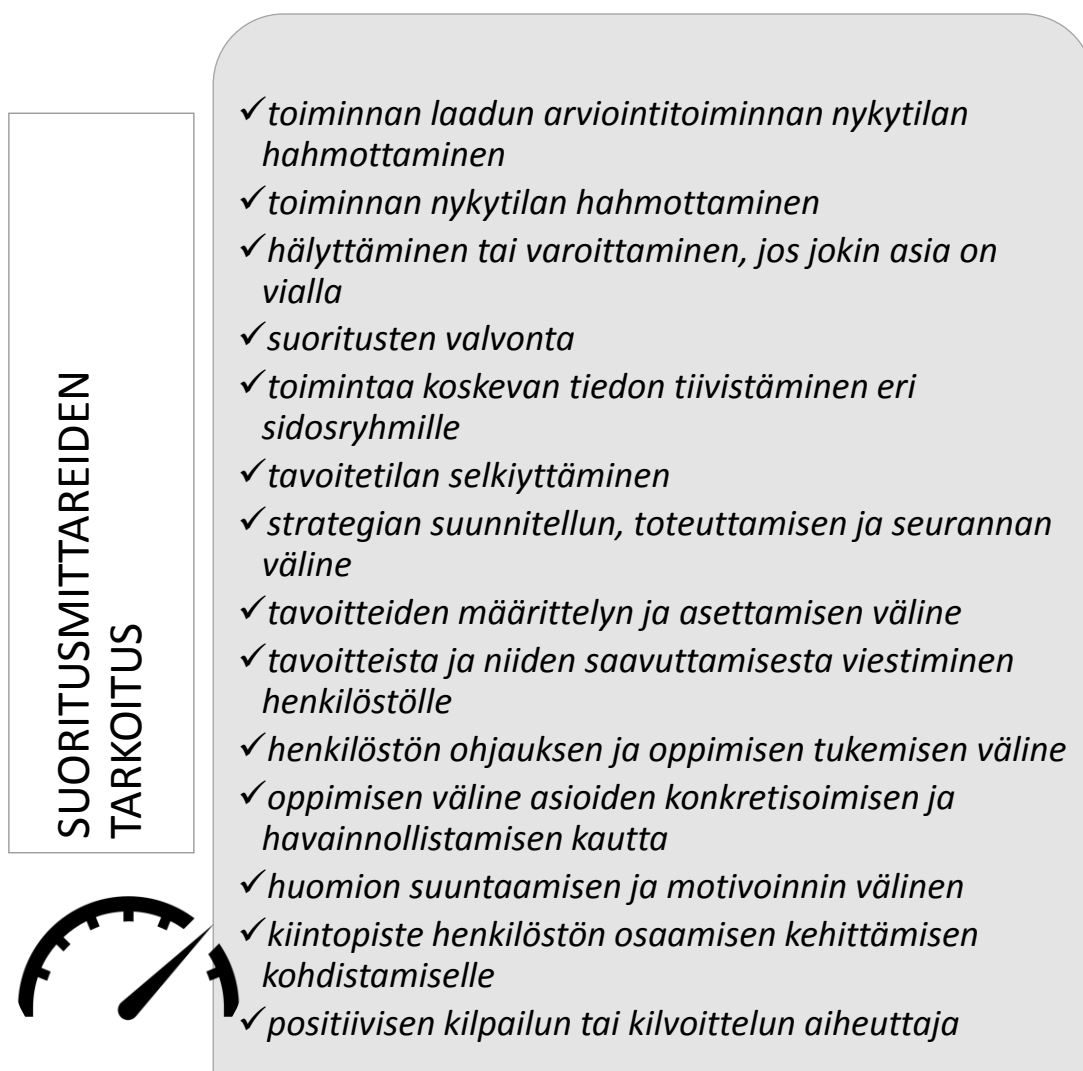 SUORITUSMITTAREIDEN
TARKOITUS
✓toiminnan laadun arviointitoiminnan nykytilan
hahmottaminen
✓toiminnan nykytilan hahmottaminen
✓hälyttäminen tai varoittaminen, jos jokin asia on
vialla
✓suoritusten valvonta
✓toimintaa koskevan tiedon tiivistäminen eri
sidosryhmille
✓tavoitetilan selkiyttäminen
✓strategian suunnitellun, toteuttamisen ja seurannan
väline
✓tavoitteiden määrittelyn ja asettamisen väline
✓tavoitteista ja niiden saavuttamisesta viestiminen
henkilöstölle
✓henkilöstön ohjauksen ja oppimisen tukemisen väline
✓oppimisen väline asioiden konkretisoimisen ja
havainnollistamisen kautta
✓huomion suuntaamisen ja motivoinnin välinen
✓kiintopiste henkilöstön osaamisen kehittämisen
kohdistamiselle
✓positiivisen kilpailun tai kilvoittelun aiheuttaja